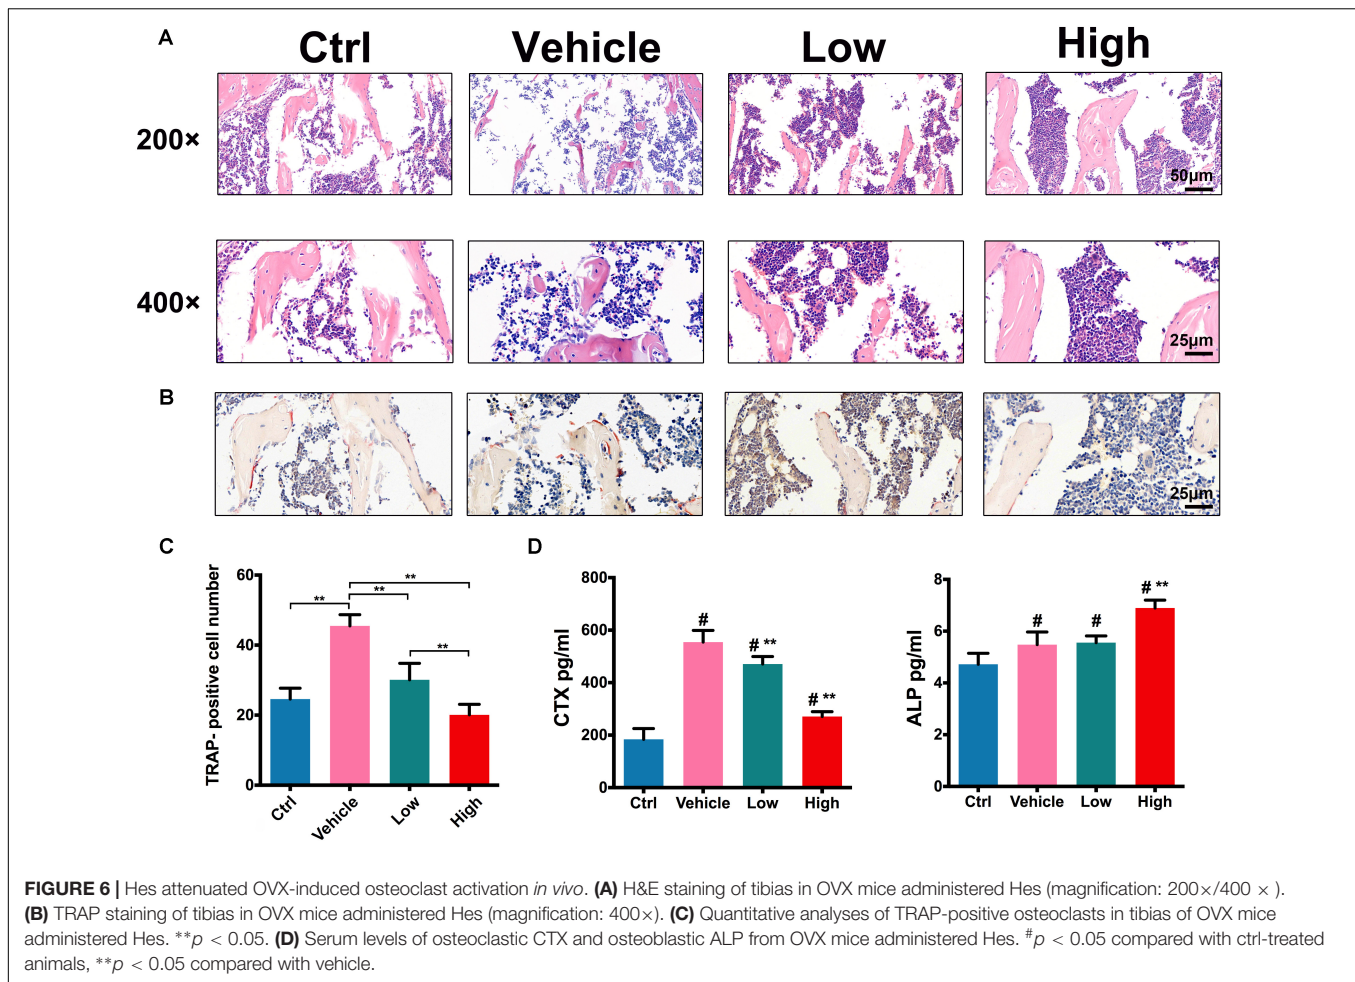 A
Ctrl Vehicle Low High
200×
50μm
400×
25μm
B
25μm
C
TRAP- positive cell number
60
40
20
0
**
**
**
**
Ctrl Vehicle Low High
D
CTX pg/ml
800
600
400
200
0
#
# **
# **
Ctrl Vehicle Low High
ALP pg/ml
8
6
4
2
0
#
#
# **
Ctrl Vehicle Low High
FIGURE 6 | Hes attenuated OVX-induced osteoclast activation in vivo. (A) H&E staining of tibias in OVX mice administered Hes (magnification: 200×/400 × ).
(B) TRAP staining of tibias in OVX mice administered Hes (magnification: 400×). (C) Quantitative analyses of TRAP-positive osteoclasts in tibias of OVX mice
administered Hes. **p < 0.05. (D) Serum levels of osteoclastic CTX and osteoblastic ALP from OVX mice administered Hes. #p < 0.05 compared with ctrl-treated
animals, **p < 0.05 compared with vehicle.